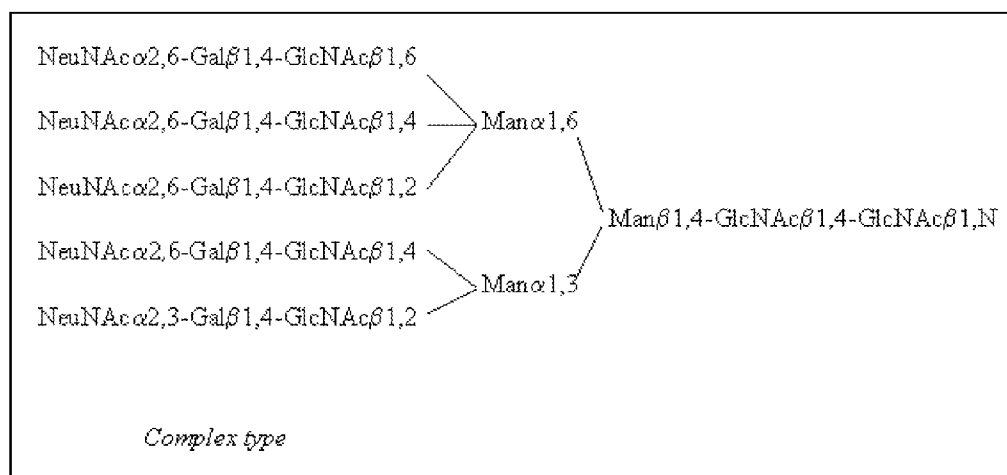 NeuNAcα2,6-Galβ1,4-GlcNAcβ1,6
NeuNAcα2,6-Galβ1,4-GlcNAcβ1,4
Manα1,6
NeuNAcα2,6-Galβ1,4-GlcNAcβ1,2
Manβ1,4-GlcNAcβ1,4-GlcNAcβ1,N
NeuNAcα2,6-Galβ1,4-GlcNAcβ1,4
Manα1,3
NeuNAcα2,3-Galβ1,4-GlcNAcβ1,2
Complex type